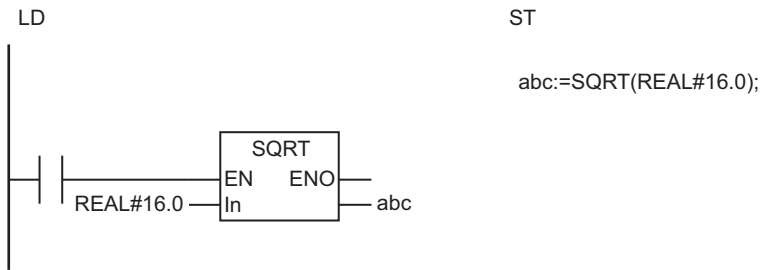 LD
ST
abc:=SQRT(REAL#16.0);
SQRT
EN ENO
REAL#16.0 In abc